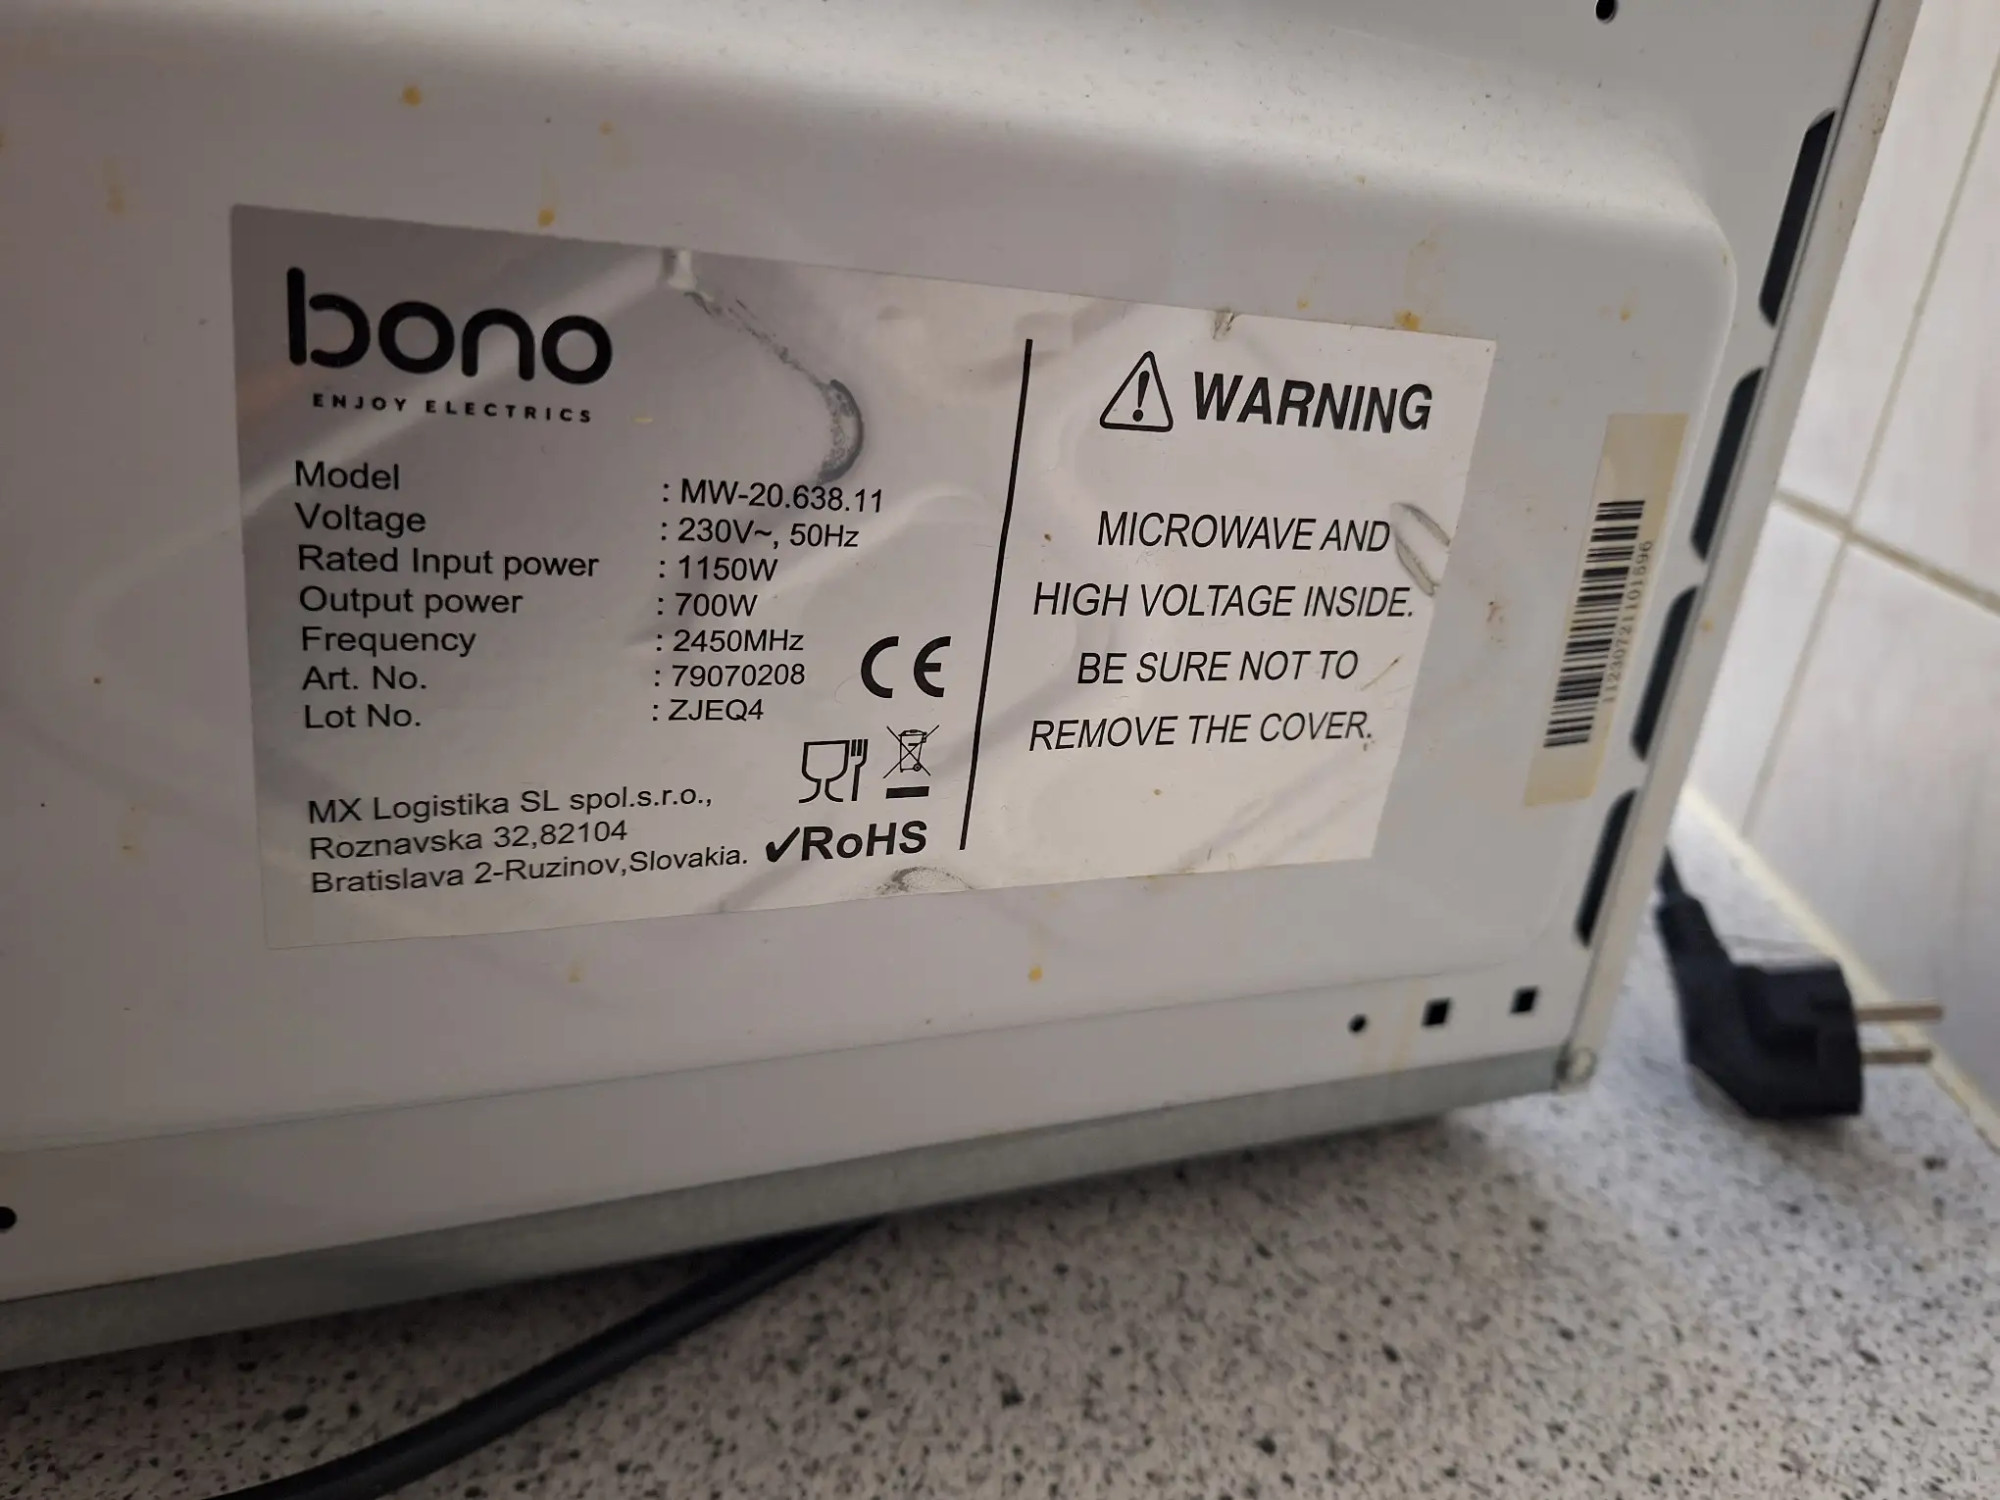 bono
ENJOY ELECTRICS
Model : MW-20.638.11
Voltage : 230V~, 50Hz
Rated Input power : 1150W
Output power : 700W
Frequency : 2450MHz
Art. No. : 79070208
Lot No. : ZJEQ4
CE
MX Logistika SL spol.s.r.o.,
Roznavska 32,82104
Bratislava 2-Ruzinov,Slovakia.
✓RoHS
WARNING
MICROWAVE AND
HIGH VOLTAGE INSIDE.
BE SURE NOT TO
REMOVE THE COVER.